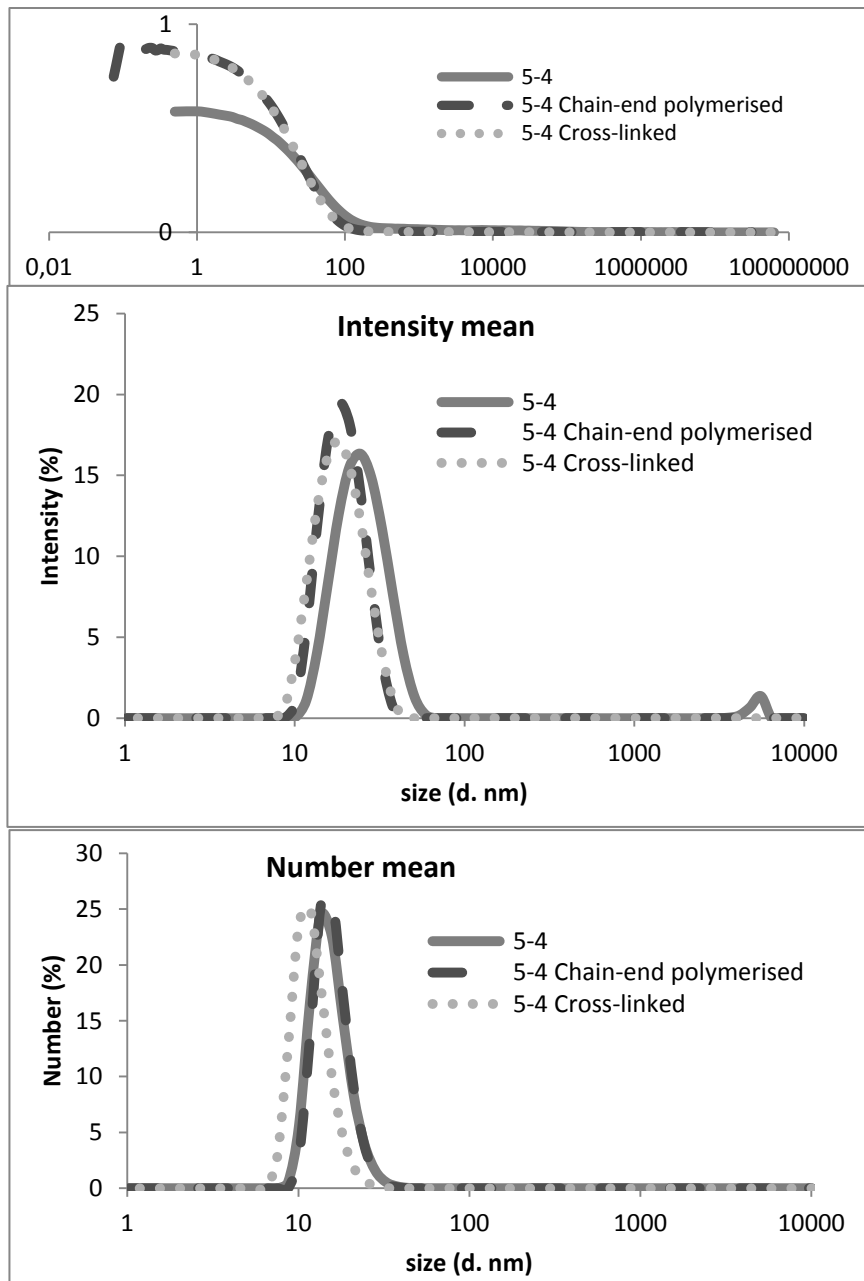 1
5-4
5-4 Chain-end polymerised
5-4 Cross-linked
0
0,01 1 100 10000 1000000 100000000
Intensity mean
25
20
15
10
5
0
Intensity (%)
5-4
5-4 Chain-end polymerised
5-4 Cross-linked
1 10 100 1000 10000
size (d. nm)
Number mean
30
25
20
15
10
5
0
Number (%)
5-4
5-4 Chain-end polymerised
5-4 Cross-linked
1 10 100 1000 10000
size (d. nm)